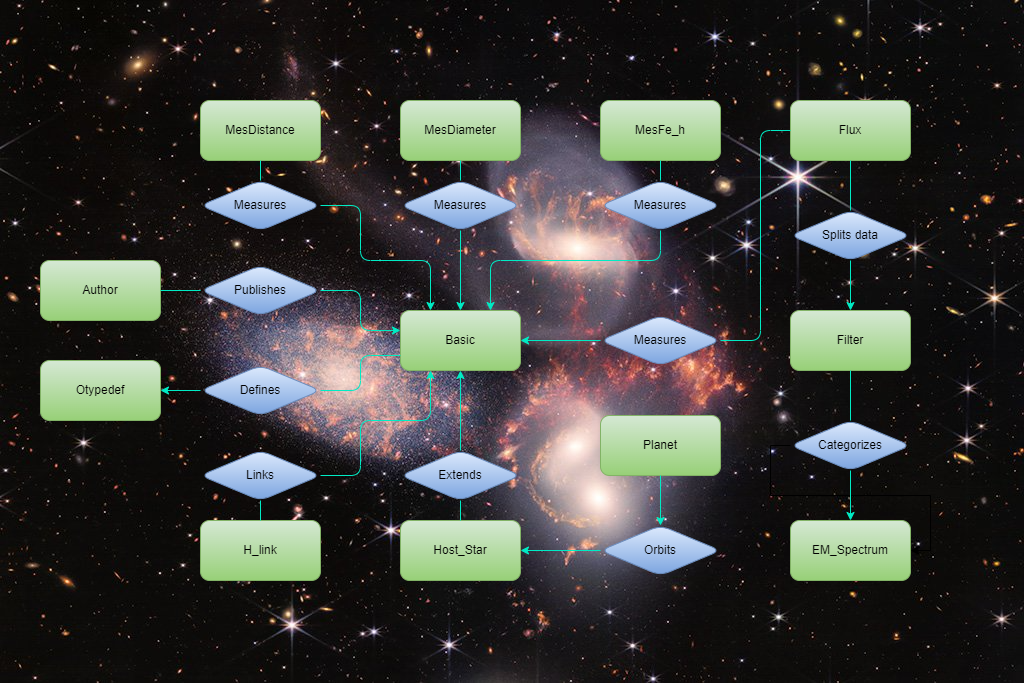 MesDistance
MesDiameter
MesFe_h
Flux
Measures
Measures
Measures
Splits data
Author
Publishes
Basic
Measures
Filter
Otypedef
Defines
Planet
Categorizes
Links
Extends
H_link
Host_Star
Orbits
EM_Spectrum